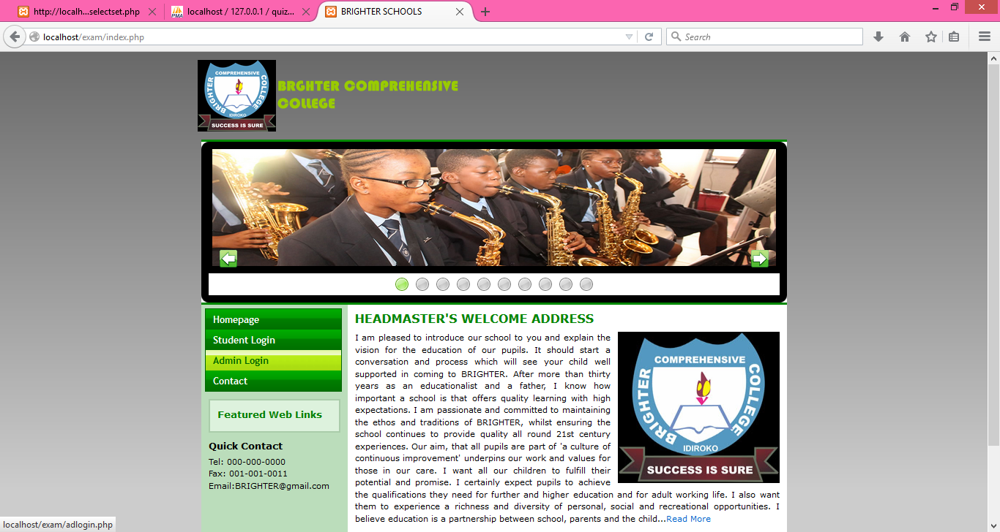 http://localh...selectset.php
localhost / 127.0.0.1 / quiz...
BRIGHTER SCHOOLS
localhost/exam/index.php
Search
COMPREHENSIVE
BRIGHTER
COLLEGE
IDIROKO
SUCCESS IS SURE
BRGHTER COMPREHENSIVE
COLLEGE
Homepage
Student Login
Admin Login
Contact
Featured Web Links
Quick Contact
Tel: 000-000-0000
Fax: 001-001-0011
Email:BRIGHTER@gmail.com
HEADMASTER'S WELCOME ADDRESS
I am pleased to introduce our school to you and explain the
vision for the education of our pupils. It should start a
conversation and process which will see your child well
supported in coming to BRIGHTER. After more than thirty
years as an educationalist and a father, I know how
important a school is that offers quality learning with high
expectations. I am passionate and committed to maintaining
the ethos and traditions of BRIGHTER, whilst ensuring the
school continues to provide quality all round 21st century
experiences. Our aim, that all pupils are part of 'a culture of
continuous improvement' underpins our work and values for
those in our care. I want all our children to fulfill their
potential and promise. I certainly expect pupils to achieve
the qualifications they need for further and higher education and for adult working life. I also want
them to experience a richness and diversity of personal, social and recreational opportunities. I
believe education is a partnership between school, parents and the child...Read More
COMPREHENSIVE
BRIGHTER
COLLEGE
IDIROKO
SUCCESS IS SURE
localhost/exam/adlogin.php